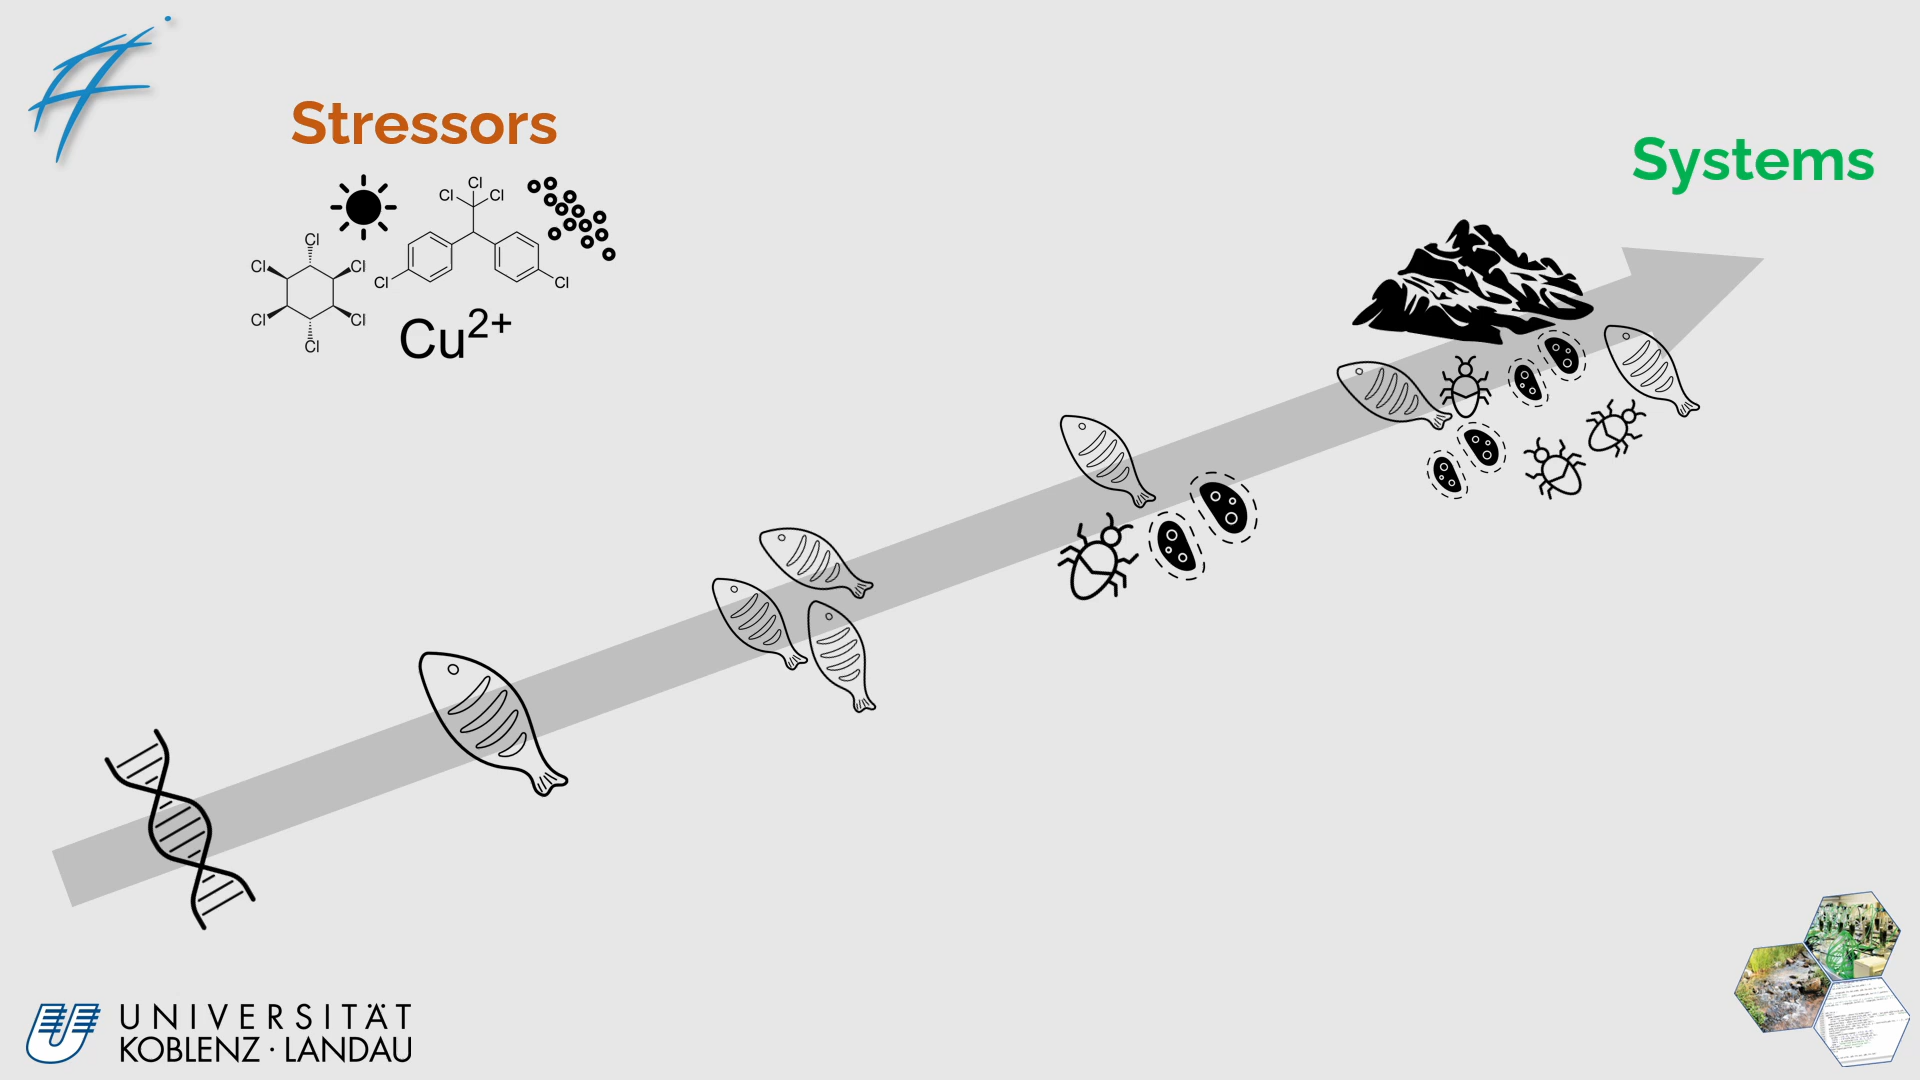 Stressors
Systems
Cl
Cl Cl
Cl
Cl Cl
Cl Cl
Cl Cl
Cl
Cu2+
UNIVERSITÄT
KOBLENZ · LANDAU